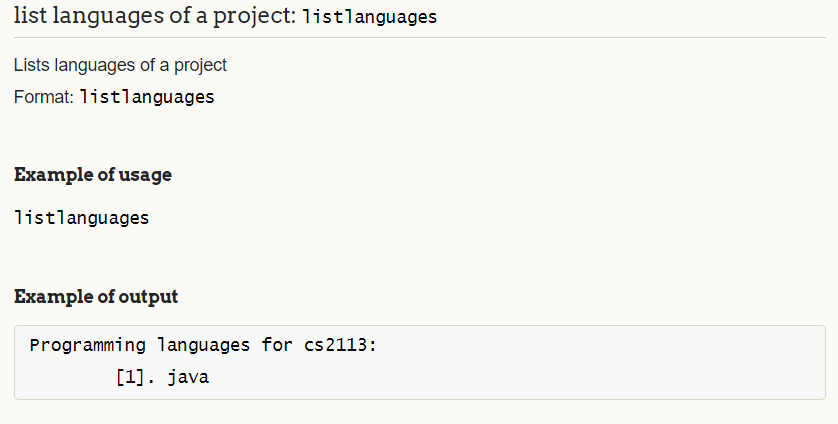 list languages of a project: listlanguages
Lists languages of a project
Format: listlanguages
Example of usage
listlanguages
Example of output
Programming languages for cs2113:
[1]. java